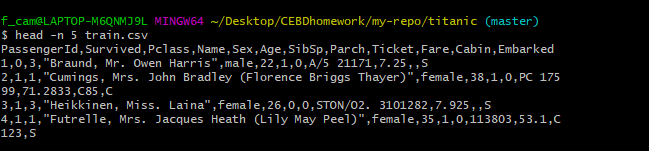 f_cam@LAPTOP-M6QNMJ9L MINGW64 ~/Desktop/CEBDhomework/my-repo/titanic (master)
$ head -n 5 train.csv
PassengerId,Survived,Pclass,Name,Sex,Age,SibSp,Parch,Ticket,Fare,Cabin,Embarked
1,0,3,"Braund, Mr. Owen Harris",male,22,1,0,A/5 21171,7.25,,S
2,1,1,"Cumings, Mrs. John Bradley (Florence Briggs Thayer)",female,38,1,0,PC 175
99,71.2833,C85,C
3,1,3,"Heikkinen, Miss. Laina",female,26,0,0,STON/O2. 3101282,7.925,,S
4,1,1,"Futrelle, Mrs. Jacques Heath (Lily May Peel)",female,35,1,0,113803,53.1,C
123,S